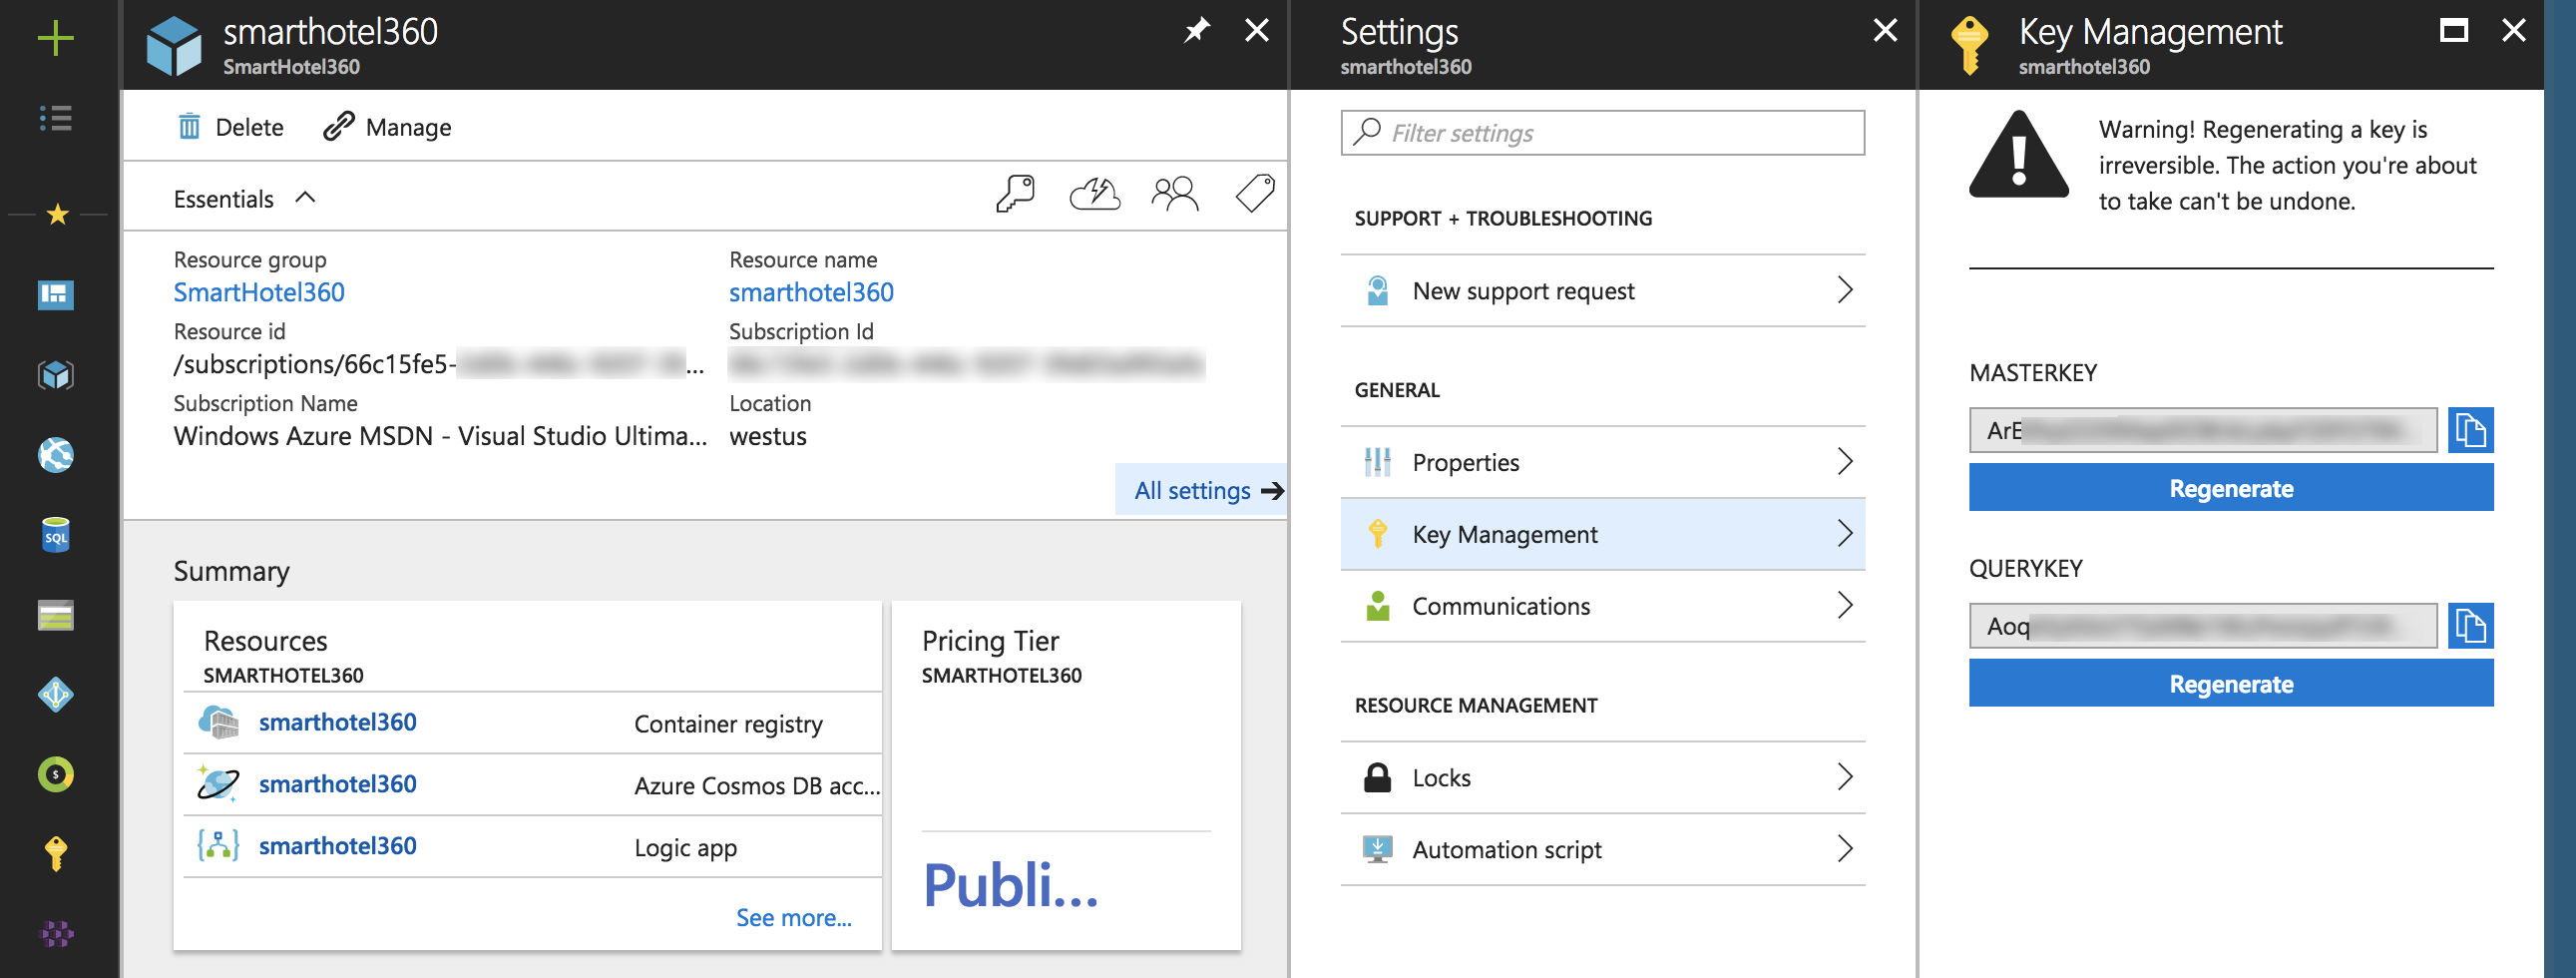 smarthotel360
SmartHotel360
Delete
Manage
Essentials
Resource group
SmartHotel360
Resource name
smarthotel360
Resource id
/subscriptions/66c15fe5-
...
Subscription Id
Subscription Name
Windows Azure MSDN - Visual Studio Ultima...
Location
westus
All settings
Summary
Resources
SMARTHOTEL360
smarthotel360 Container registry
smarthotel360 Azure Cosmos DB acc...
smarthotel360 Logic app
See more...
Pricing Tier
SMARTHOTEL360
Publi...
Settings
smarthotel360
Filter settings
SUPPORT + TROUBLESHOOTING
New support request
GENERAL
Properties
Key Management
Communications
RESOURCE MANAGEMENT
Locks
Automation script
Key Management
smarthotel360
Warning! Regenerating a key is
irreversible. The action you're about
to take can't be undone.
MASTERKEY
ArE
Regenerate
QUERYKEY
Aoq
Regenerate
SQL
$